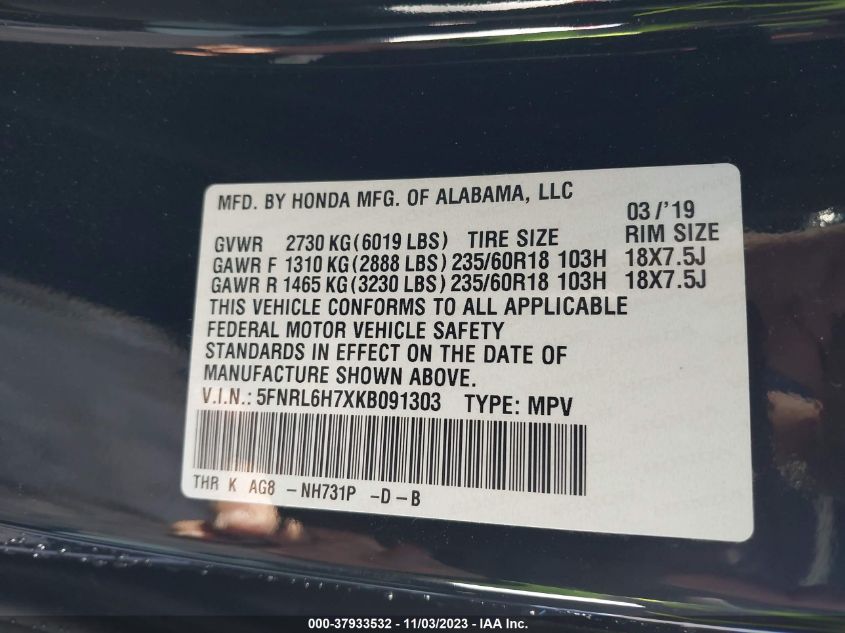 MFD. BY HONDA MFG. OF ALABAMA, LLC
03/'19
GVWR 2730 KG(6019 LBS) TIRE SIZE RIM SIZE
GAWR F 1310 KG(2888 LBS) 235/60R18 103H 18X7.5J
GAWR R 1465 KG(3230 LBS) 235/60R18 103H 18X7.5J
THIS VEHICLE CONFORMS TO ALL APPLICABLE
FEDERAL MOTOR VEHICLE SAFETY
STANDARDS IN EFFECT ON THE DATE OF
MANUFACTURE SHOWN ABOVE.
V.I.N.: 5FNRL6H7XKB091303 TYPE: MPV
THR K AG8 -NH731P -D-B
000-37933532 - 11/03/2023 - IAA Inc.